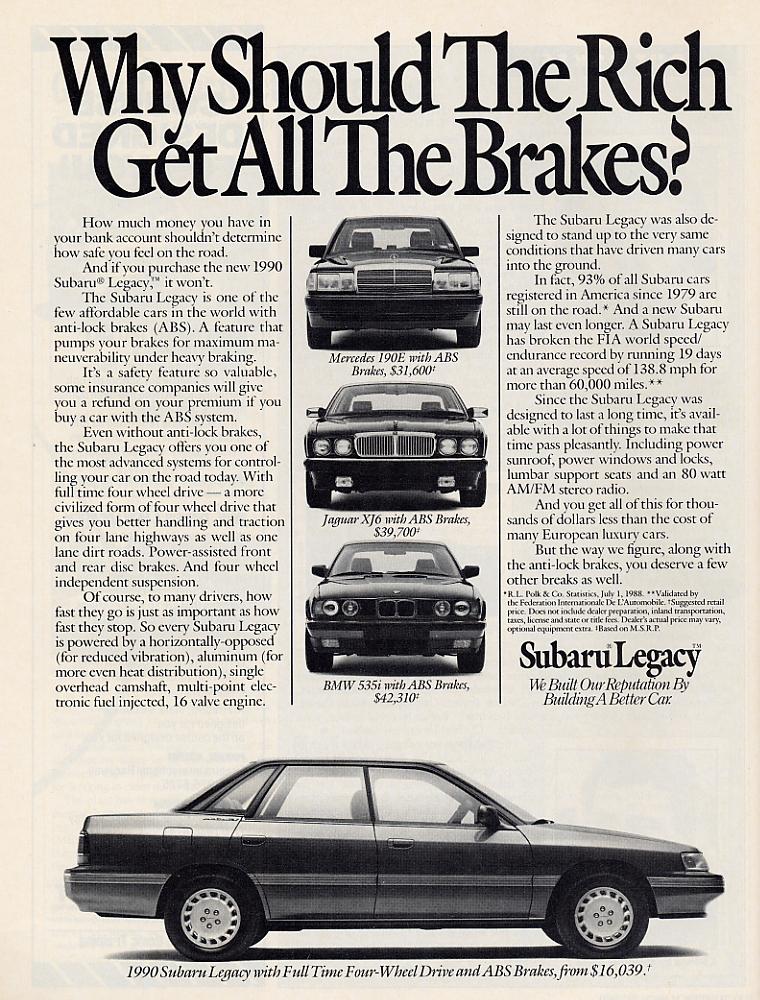 Why Should The Rich
Get All The Brakes?
How much money you have in
your bank account shouldn't determine
how safe you feel on the road.
And if you purchase the new 1990
Subaru® Legacy,™ it won't.
The Subaru Legacy is one of the
few affordable cars in the world with
anti-lock brakes (ABS). A feature that
pumps your brakes for maximum ma-
neuverability under heavy braking.
It's a safety feature so valuable,
some insurance companies will give
you a refund on your premium if you
buy a car with the ABS system.
Even without anti-lock brakes,
the Subaru Legacy offers you one of
the most advanced systems for control-
ling your car on the road today. With
full time four wheel drive — a more
civilized form of four wheel drive that
gives you better handling and traction
on four lane highways as well as one
lane dirt roads. Power-assisted front
and rear disc brakes. And four wheel
independent suspension.
Of course, to many drivers, how
fast they go is just as important as how
fast they stop. So every Subaru Legacy
is powered by a horizontally-opposed
(for reduced vibration), aluminum (for
more even heat distribution), single
overhead camshaft, multi-point elec-
tronic fuel injected, 16 valve engine.
Mercedes 190E with ABS
Brakes, $31,600‡
Jaguar XJ6 with ABS Brakes,
$39,700‡
BMW 535i with ABS Brakes,
$42,310‡
The Subaru Legacy was also de-
signed to stand up to the very same
conditions that have driven many cars
into the ground.
In fact, 93% of all Subaru cars
registered in America since 1979 are
still on the road.* And a new Subaru
may last even longer. A Subaru Legacy
has broken the FIA world speed/
endurance record by running 19 days
at an average speed of 138.8 mph for
more than 60,000 miles.**
Since the Subaru Legacy was
designed to last a long time, it's avail-
able with a lot of things to make that
time pass pleasantly. Including power
sunroof, power windows and locks,
lumbar support seats and an 80 watt
AM/FM stereo radio.
And you get all of this for thou-
sands of dollars less than the cost of
many European luxury cars.
But the way we figure, along with
the anti-lock brakes, you deserve a few
other breaks as well.
*R.L. Polk & Co. Statistics, July 1, 1988. **Validated by
the Federation Internationale De L'Automobile. †Suggested retail
price. Does not include dealer preparation, inland transportation,
taxes, license and state or title fees. Dealer's actual price may vary,
optional equipment extra. ‡Based on M.S.R.P.
Subaru® Legacy™
We Built Our Reputation By
Building A Better Car.
1990 Subaru Legacy with Full Time Four-Wheel Drive and ABS Brakes, from $16,039.†